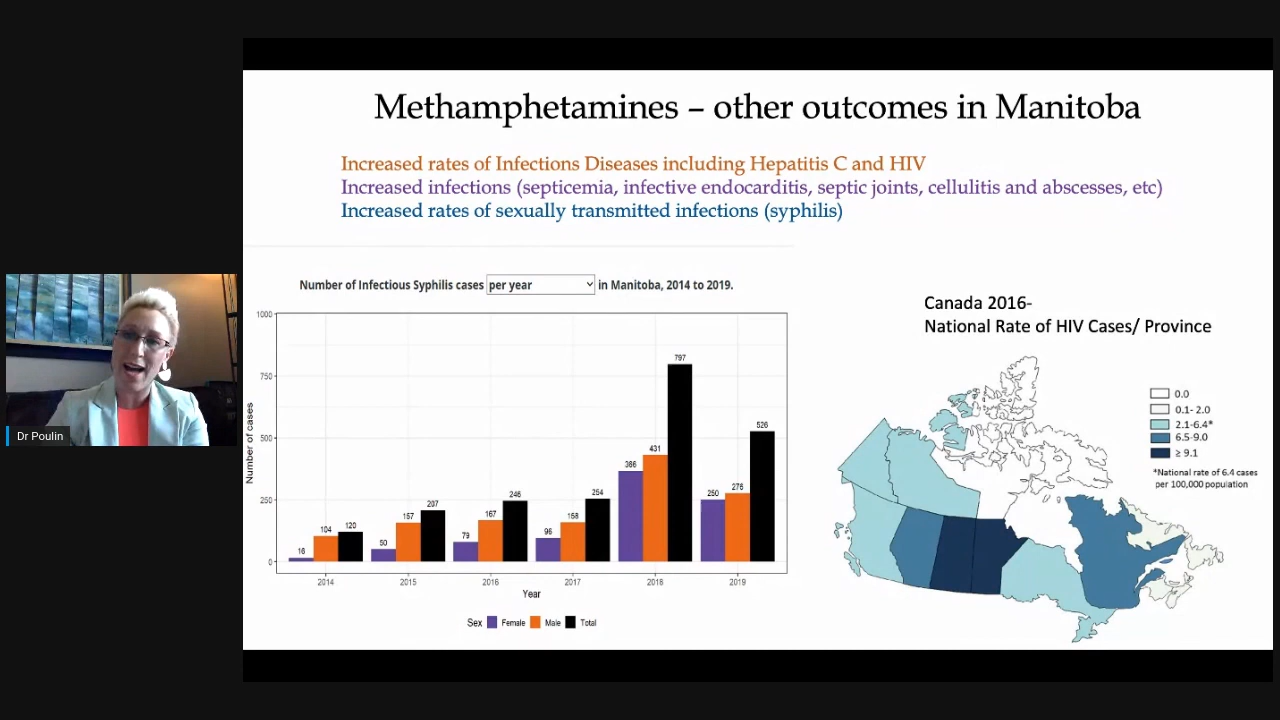 Methamphetamines – other outcomes in Manitoba
Increased rates of Infections Diseases including Hepatitis C and HIV
Increased infections (septicemia, infective endocarditis, septic joints, cellulitis and abscesses, etc)
Increased rates of sexually transmitted infections (syphilis)
Number of Infectious Syphilis cases per year in Manitoba, 2014 to 2019.
1000
750
500
250
0
Number of cases
16 104 120
50 157 207
79 167 246
96 158 254
366 431 797
250 276 526
2014 2015 2016 2017 2018 2019
Year
Sex Female Male Total
Canada 2016-
National Rate of HIV Cases/ Province
0.0
0.1- 2.0
2.1-6.4*
6.5-9.0
≥ 9.1
*National rate of 6.4 cases
per 100,000 population
Dr Poulin